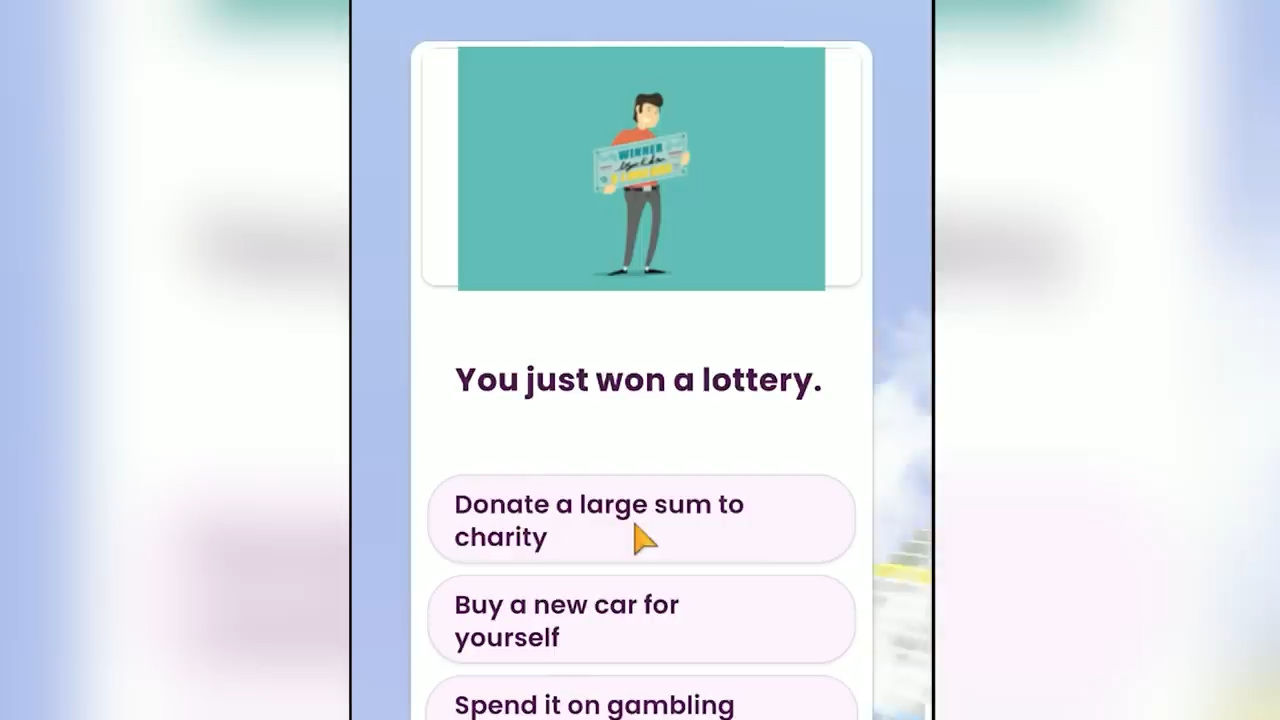 WINNER
You just won a lottery.
Donate a large sum to
charity
Buy a new car for
yourself
Spend it on gambling